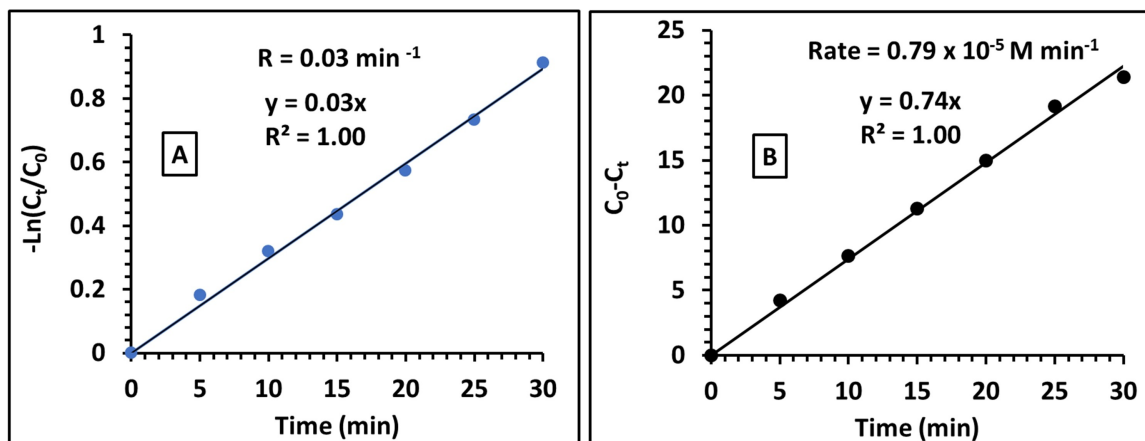 R = 0.03 min ⁻¹
y = 0.03x
R² = 1.00
A
-Ln(Cₜ/C₀)
1
0.8
0.6
0.4
0.2
0
0 5 10 15 20 25 30
Time (min)
Rate = 0.79 x 10⁻⁵ M min⁻¹
y = 0.74x
R² = 1.00
B
C₀-Cₜ
25
20
15
10
5
0
0 5 10 15 20 25 30
Time (min)